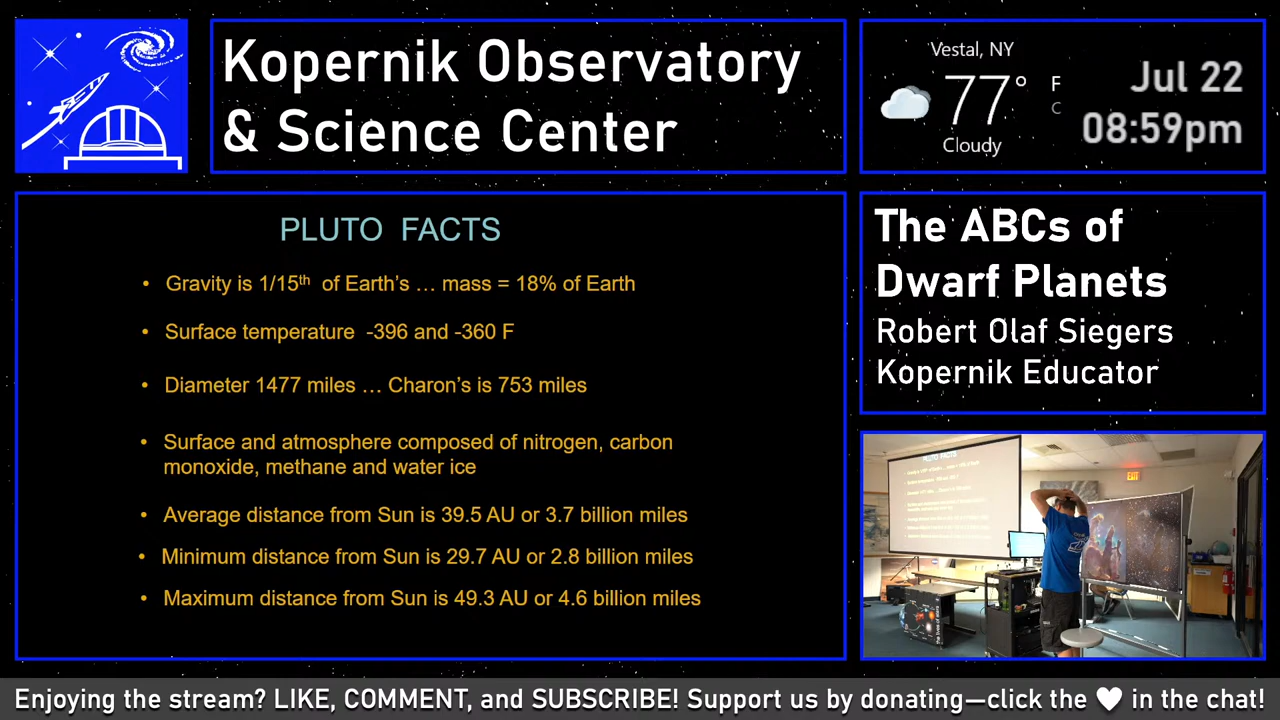 Kopernik Observatory
& Science Center
Vestal, NY
77° F
C
Cloudy
Jul 22
08:59pm
PLUTO FACTS
• Gravity is 1/15th of Earth's … mass = 18% of Earth
• Surface temperature -396 and -360 F
• Diameter 1477 miles … Charon's is 753 miles
• Surface and atmosphere composed of nitrogen, carbon
monoxide, methane and water ice
• Average distance from Sun is 39.5 AU or 3.7 billion miles
• Minimum distance from Sun is 29.7 AU or 2.8 billion miles
• Maximum distance from Sun is 49.3 AU or 4.6 billion miles
The ABCs of
Dwarf Planets
Robert Olaf Siegers
Kopernik Educator
PLUTO FACTS
EXIT
Enjoying the stream? LIKE, COMMENT, and SUBSCRIBE! Support us by donating—click the ♥ in the chat!